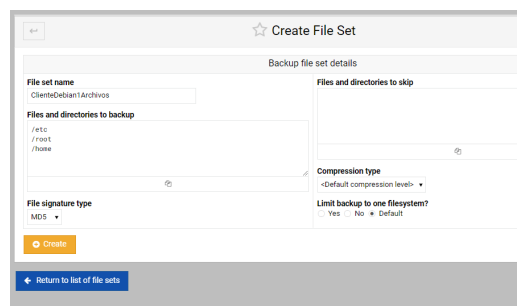 Create File Set
Backup file set details
File set name
ClienteDebian1Archivos
Files and directories to backup
/etc
/root
/home
File signature type
MD5
Files and directories to skip
Compression type
<Default compression level>
Limit backup to one filesystem?
Yes No Default
Create
Return to list of file sets